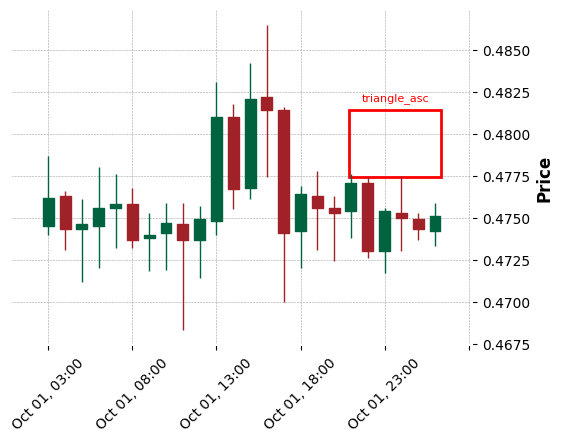 triangle_asc
0.4850
0.4825
0.4800
0.4775
0.4750
0.4725
0.4700
0.4675
Price
Oct 01, 03:00
Oct 01, 08:00
Oct 01, 13:00
Oct 01, 18:00
Oct 01, 23:00